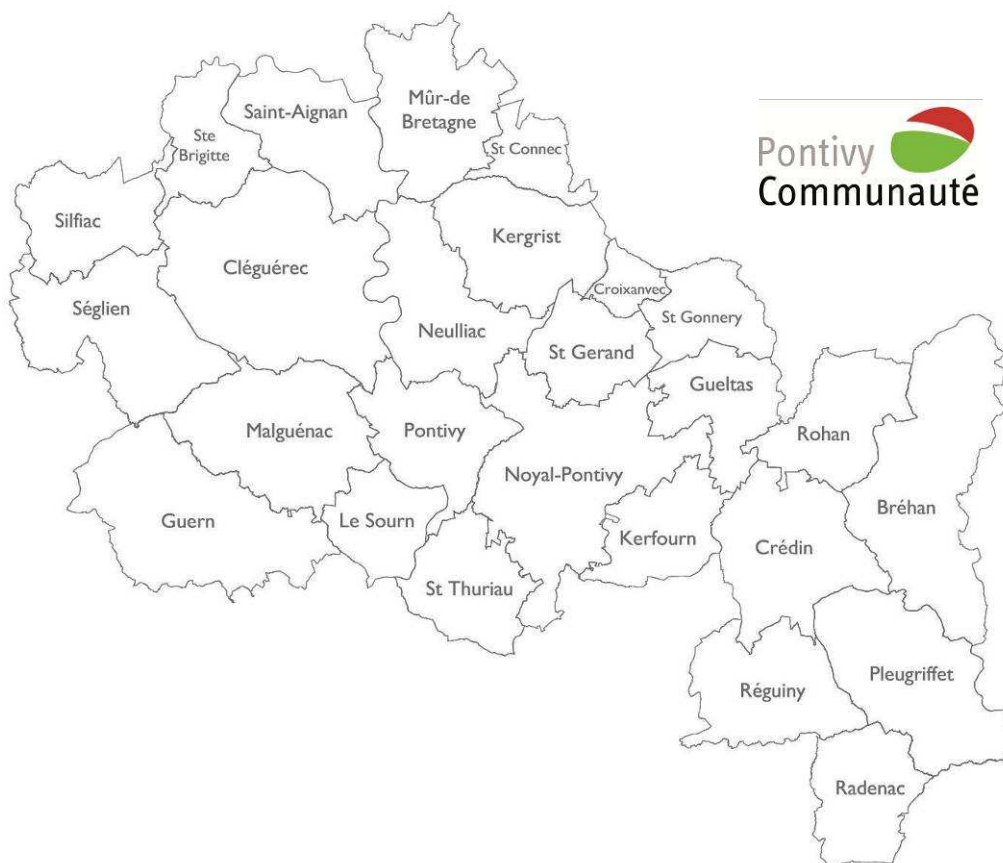 Mûr-de
Bretagne
Saint-Aignan
Ste
Brigitte
St Connec
Pontivy
Communauté
Silfiac
Kergrist
Cléguérec
Croixanvec
Séglien
St Gonnery
Neulliac
St Gerand
Gueltas
Malguénac
Pontivy
Rohan
Noyal-Pontivy
Bréhan
Guern
Le Sourn
Kerfourn
Crédin
St Thuriau
Pleugriffet
Réguiny
Radenac